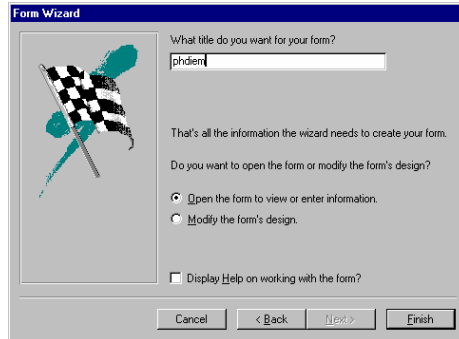 Form Wizard
What title do you want for your form?
phdiem
That's all the information the wizard needs to create your form.
Do you want to open the form or modify the form's design?
Open the form to view or enter information.
Modify the form's design.
Display Help on working with the form?
Cancel < Back Next > Finish